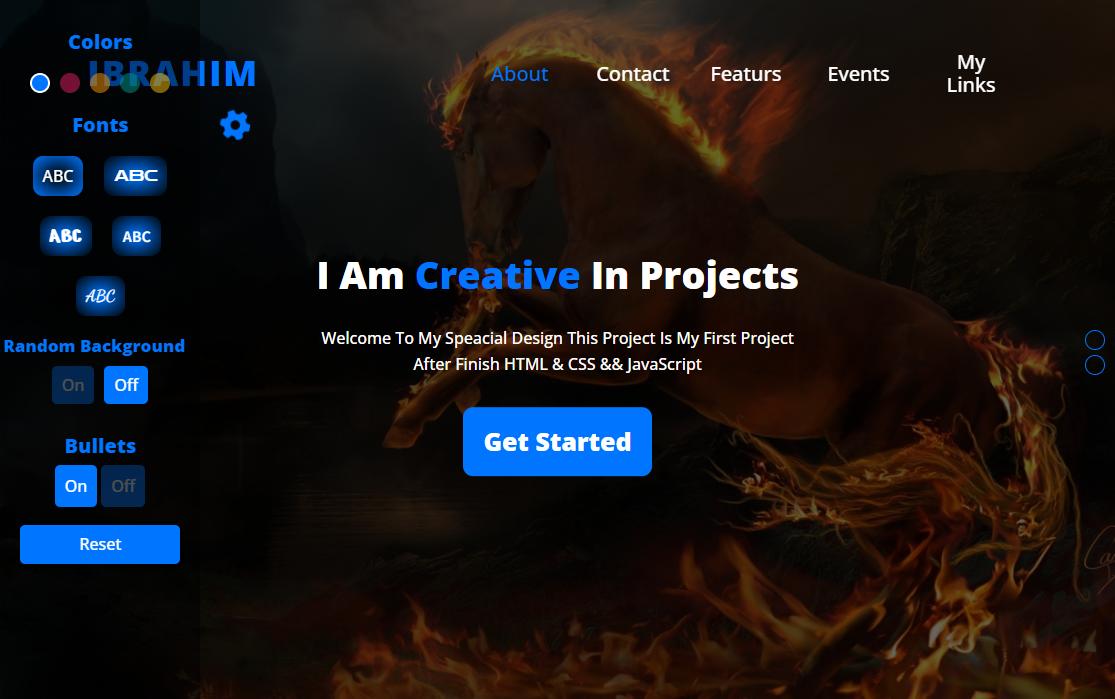 Colors
IBRAHIM
About
Contact
Featurs
Events
My
Links
Fonts
ABC
ABC
ABC
ABC
ABC
I Am Creative In Projects
Welcome To My Speacial Design This Project Is My First Project
After Finish HTML & CSS && JavaScript
Get Started
Random Background
On
Off
Bullets
On
Off
Reset